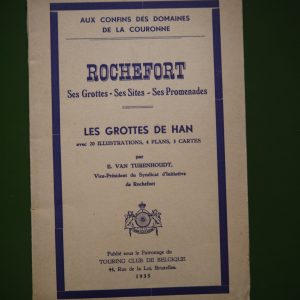 AUX CONFINS DES DOMAINES
DE LA COURONNE
ROCHEFORT
Ses Grottes - Ses Sites - Ses Promenades
LES GROTTES DE HAN
avec 20 ILLUSTRATIONS, 4 PLANS, 3 CARTES
par
E. VAN TUBENHOUDT,
Vice-Président du Syndicat d'Initiative
de Rochefort
Publié sous le Patronage du
TOURING CLUB DE BELGIQUE
44, Rue de la Loi, Bruxelles.
1935